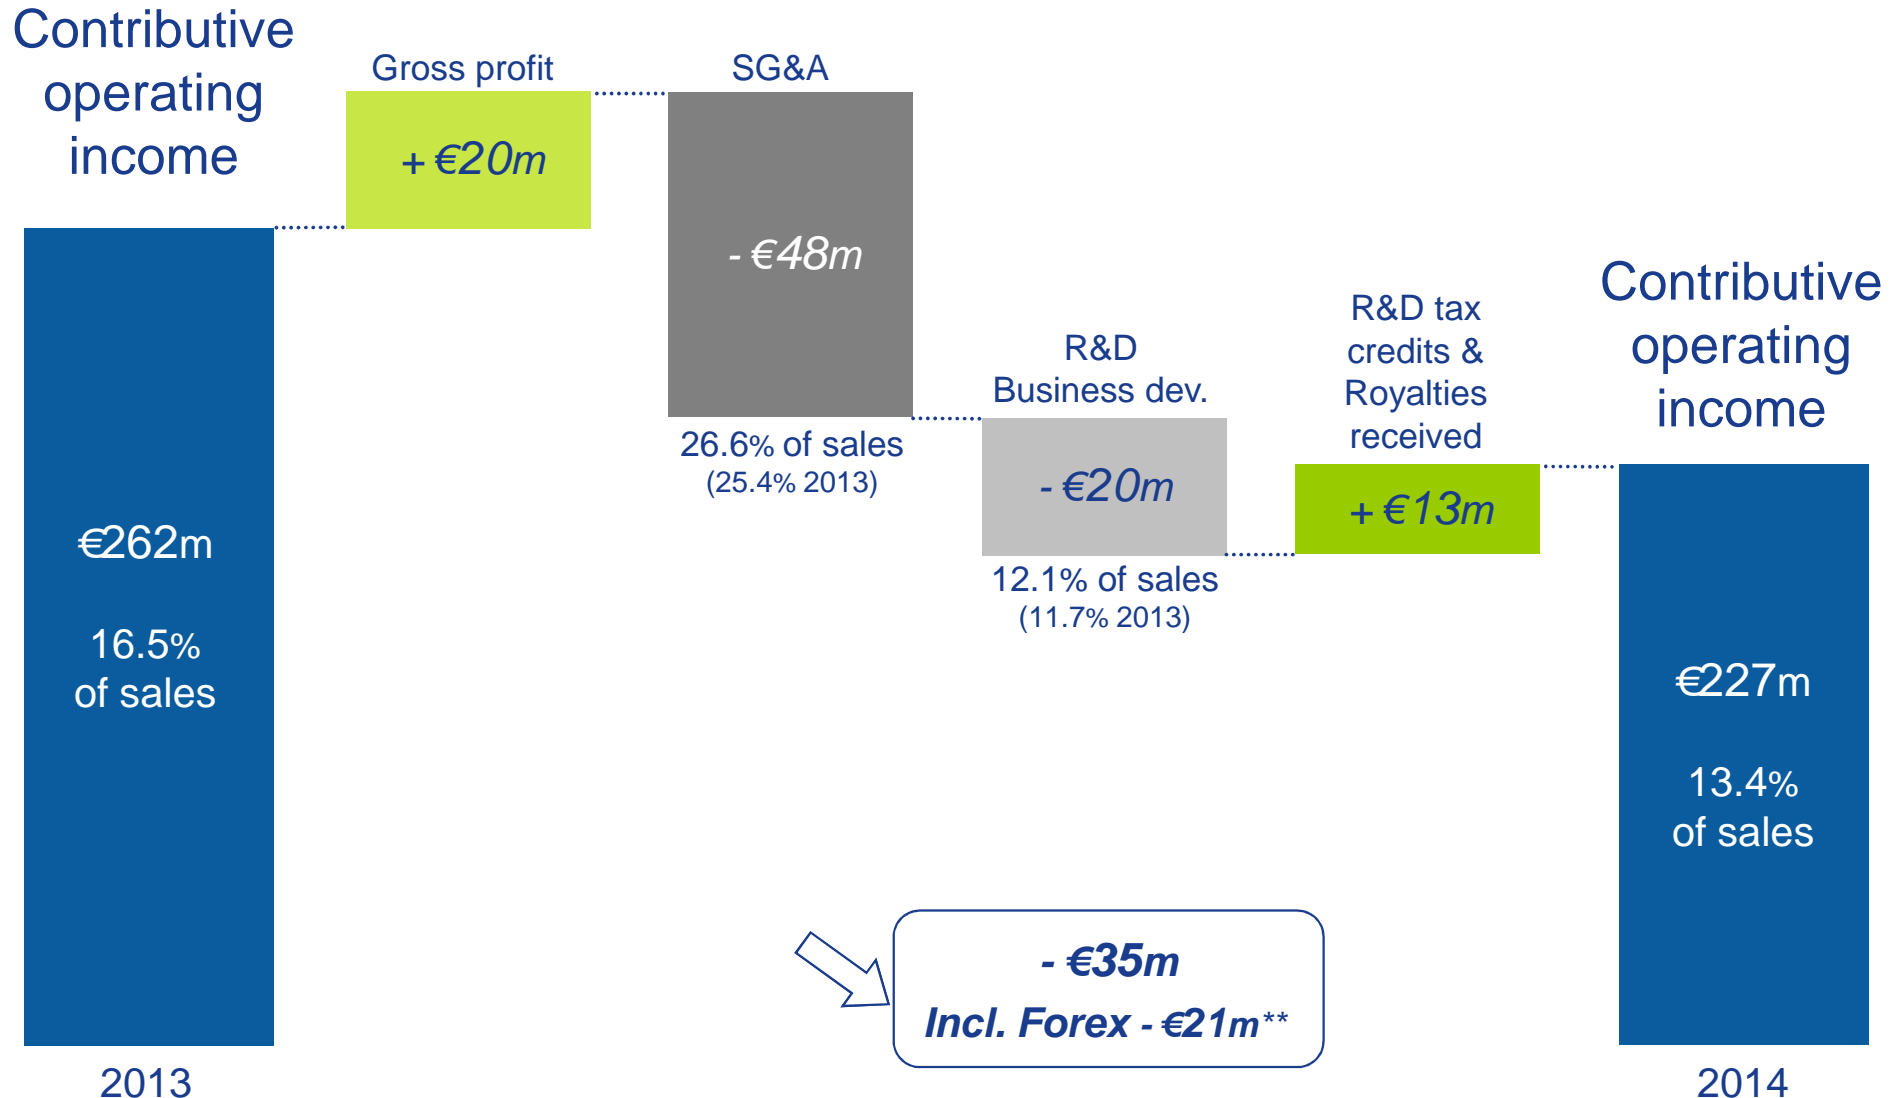 Contributive
operating
income
€262m
16.5%
of sales
2013
Gross profit
+ €20m
SG&A
- €48m
26.6% of sales
(25.4% 2013)
R&D
Business dev.
- €20m
12.1% of sales
(11.7% 2013)
R&D tax
credits &
Royalties
received
+ €13m
Contributive
operating
income
€227m
13.4%
of sales
2014
- €35m
Incl. Forex - €21m**